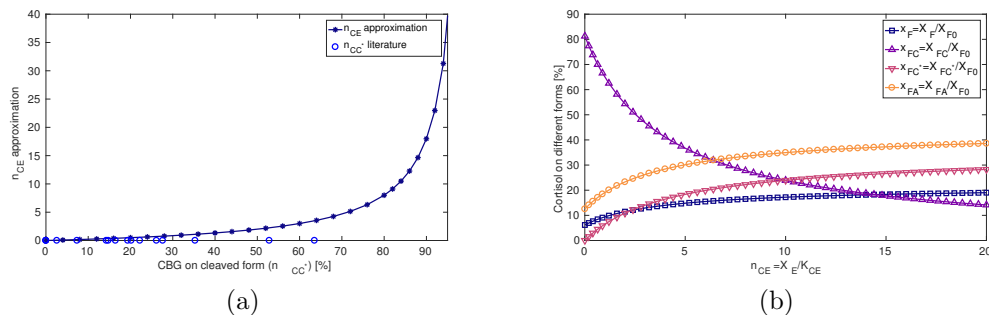 40
35
30
25
20
15
10
5
0
n_CE approximation
n_CE approximation
n_CC* literature
0 10 20 30 40 50 60 70 80 90
CBG on cleaved form (n_CC*) [%]
(a)
90
80
70
60
50
40
30
20
10
0
Cortisol on different forms [%]
x_F=X_F/X_F0
x_FC=X_FC/X_F0
x_FC*=X_FC*/X_F0
x_FA=X_FA/X_F0
0 5 10 15 20
n_CE=X_E/K_CE
(b)